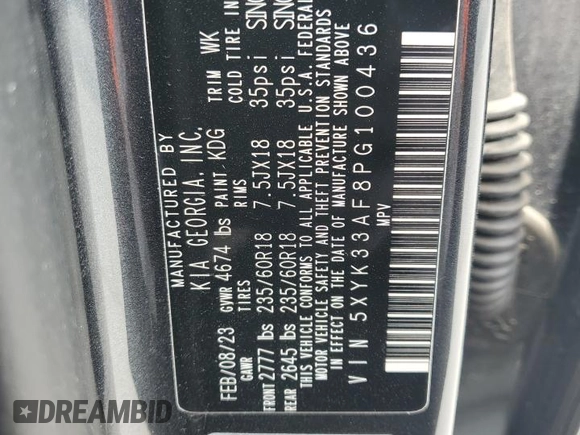 MANUFACTURED BY
KIA GEORGIA, INC.
FEB/08/23 GVWR 4674 lbs PAINT KDG TRIM WK
GAWR TIRES RIMS COLD TIRE IN
FRONT 2777 lbs 235/60R18 7.5JX18 35psi SING
REAR 2645 lbs 235/60R18 7.5JX18 35psi SING
THIS VEHICLE CONFORMS TO ALL APPLICABLE U.S.A. FEDERAL
MOTOR VEHICLE SAFETY AND THEFT PREVENTION STANDARDS
IN EFFECT ON THE DATE OF MANUFACTURE SHOWN ABOVE
VIN 5XYK33AF8PG100436
MPV
DREAMBID